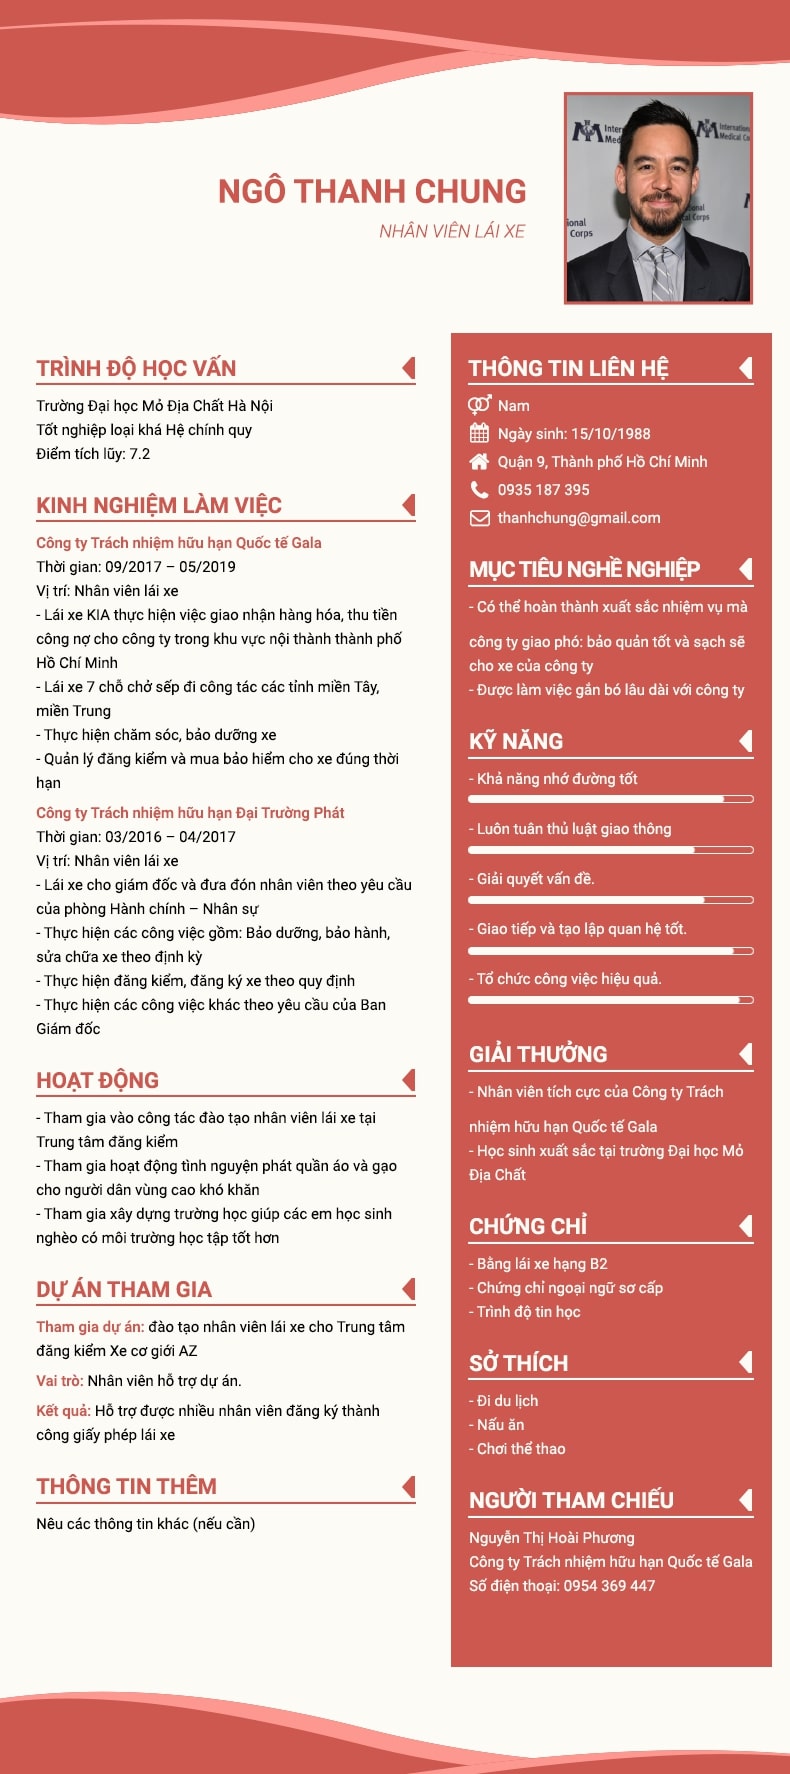 NGÔ THANH CHUNG
NHÂN VIÊN LÁI XE
International
Medical Co
ional
Corps
TRÌNH ĐỘ HỌC VẤN
Trường Đại học Mỏ Địa Chất Hà Nội
Tốt nghiệp loại khá Hệ chính quy
Điểm tích lũy: 7.2
KINH NGHIỆM LÀM VIỆC
Công ty Trách nhiệm hữu hạn Quốc tế Gala
Thời gian: 09/2017 – 05/2019
Vị trí: Nhân viên lái xe
- Lái xe KIA thực hiện việc giao nhận hàng hóa, thu tiền
công nợ cho công ty trong khu vực nội thành thành phố
Hồ Chí Minh
- Lái xe 7 chỗ chở sếp đi công tác các tỉnh miền Tây,
miền Trung
- Thực hiện chăm sóc, bảo dưỡng xe
- Quản lý đăng kiểm và mua bảo hiểm cho xe đúng thời
hạn
Công ty Trách nhiệm hữu hạn Đại Trường Phát
Thời gian: 03/2016 – 04/2017
Vị trí: Nhân viên lái xe
- Lái xe cho giám đốc và đưa đón nhân viên theo yêu cầu
của phòng Hành chính – Nhân sự
- Thực hiện các công việc gồm: Bảo dưỡng, bảo hành,
sửa chữa xe theo định kỳ
- Thực hiện đăng kiểm, đăng ký xe theo quy định
- Thực hiện các công việc khác theo yêu cầu của Ban
Giám đốc
HOẠT ĐỘNG
- Tham gia vào công tác đào tạo nhân viên lái xe tại
Trung tâm đăng kiểm
- Tham gia hoạt động tình nguyện phát quần áo và gạo
cho người dân vùng cao khó khăn
- Tham gia xây dựng trường học giúp các em học sinh
nghèo có môi trường học tập tốt hơn
DỰ ÁN THAM GIA
Tham gia dự án: đào tạo nhân viên lái xe cho Trung tâm
đăng kiểm Xe cơ giới AZ
Vai trò: Nhân viên hỗ trợ dự án.
Kết quả: Hỗ trợ được nhiều nhân viên đăng ký thành
công giấy phép lái xe
THÔNG TIN THÊM
Nêu các thông tin khác (nếu cần)
THÔNG TIN LIÊN HỆ
Nam
Ngày sinh: 15/10/1988
Quận 9, Thành phố Hồ Chí Minh
0935 187 395
thanhchung@gmail.com
MỤC TIÊU NGHỀ NGHIỆP
- Có thể hoàn thành xuất sắc nhiệm vụ mà
công ty giao phó: bảo quản tốt và sạch sẽ
cho xe của công ty
- Được làm việc gắn bó lâu dài với công ty
KỸ NĂNG
- Khả năng nhớ đường tốt
- Luôn tuân thủ luật giao thông
- Giải quyết vấn đề.
- Giao tiếp và tạo lập quan hệ tốt.
- Tổ chức công việc hiệu quả.
GIẢI THƯỞNG
- Nhân viên tích cực của Công ty Trách
nhiệm hữu hạn Quốc tế Gala
- Học sinh xuất sắc tại trường Đại học Mỏ
Địa Chất
CHỨNG CHỈ
- Bằng lái xe hạng B2
- Chứng chỉ ngoại ngữ sơ cấp
- Trình độ tin học
SỞ THÍCH
- Đi du lịch
- Nấu ăn
- Chơi thể thao
NGƯỜI THAM CHIẾU
Nguyễn Thị Hoài Phương
Công ty Trách nhiệm hữu hạn Quốc tế Gala
Số điện thoại: 0954 369 447